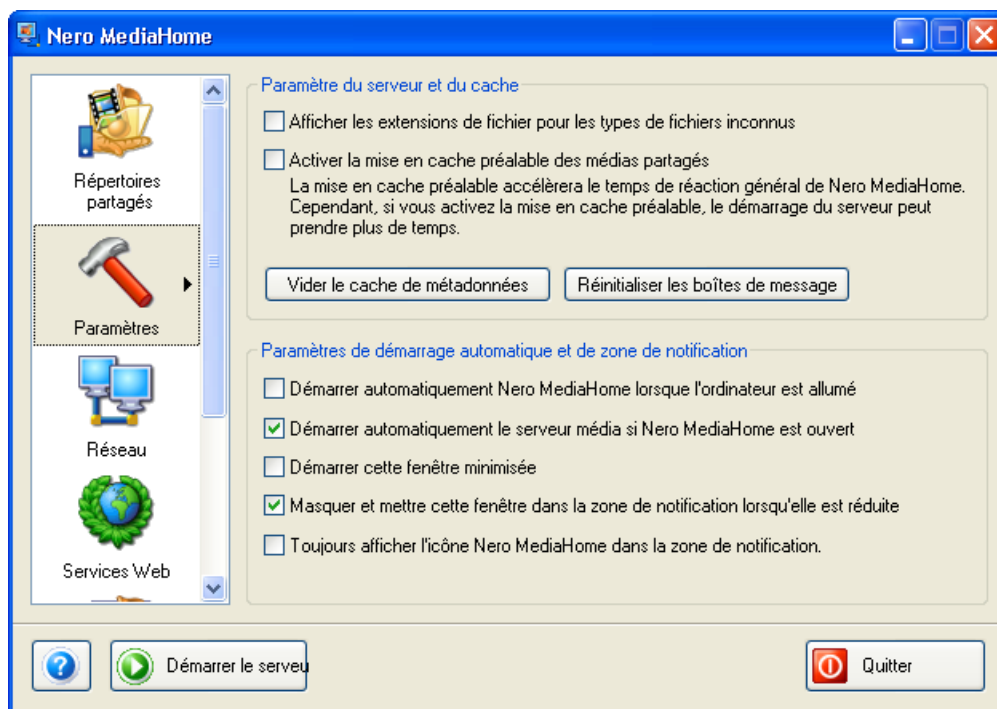 Nero MediaHome
Répertoires
partagés
Paramètres
Réseau
Services Web
Paramètre du serveur et du cache
Afficher les extensions de fichier pour les types de fichiers inconnus
Activer la mise en cache préalable des médias partagés
La mise en cache préalable accélèrera le temps de réaction général de Nero MediaHome.
Cependant, si vous activez la mise en cache préalable, le démarrage du serveur peut
prendre plus de temps.
Vider le cache de métadonnées
Réinitialiser les boîtes de message
Paramètres de démarrage automatique et de zone de notification
Démarrer automatiquement Nero MediaHome lorsque l'ordinateur est allumé
Démarrer automatiquement le serveur média si Nero MediaHome est ouvert
Démarrer cette fenêtre minimisée
Masquer et mettre cette fenêtre dans la zone de notification lorsqu'elle est réduite
Toujours afficher l'icône Nero MediaHome dans la zone de notification.
Démarrer le serveu
Quitter